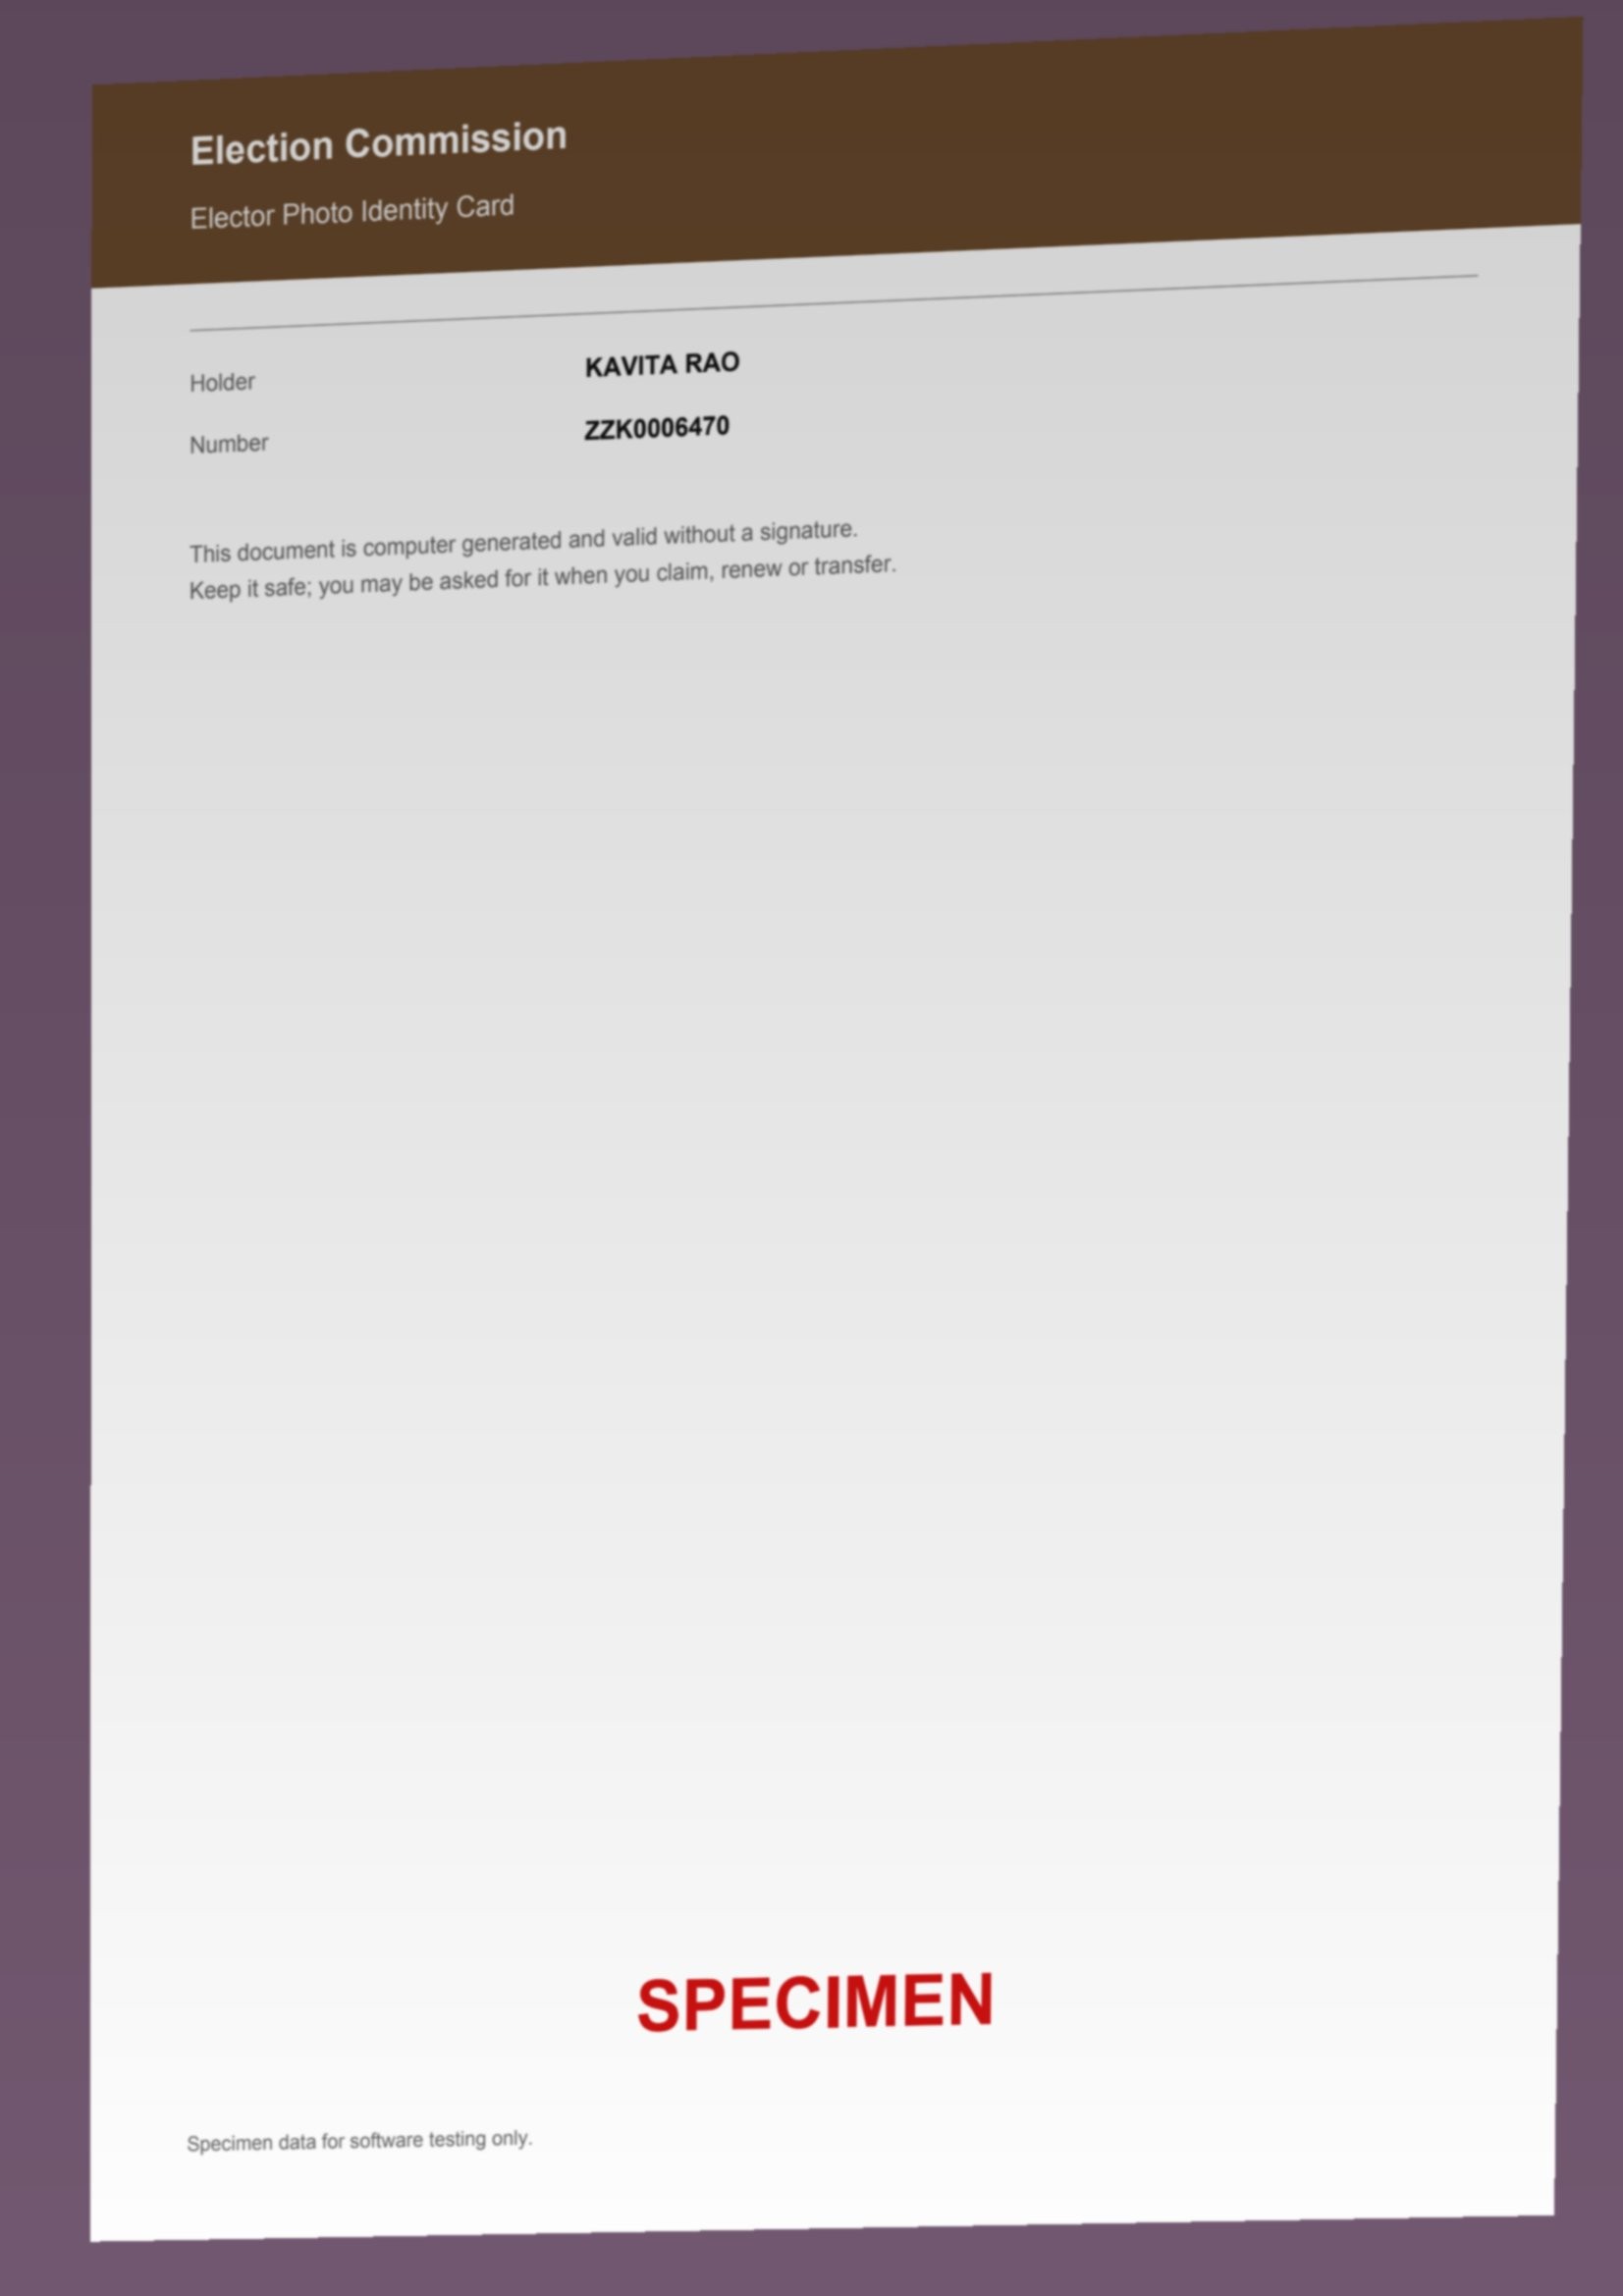 Election Commission
Elector Photo Identity Card
Holder KAVITA RAO
Number ZZK0006470
This document is computer generated and valid without a signature.
Keep it safe; you may be asked for it when you claim, renew or transfer.
SPECIMEN
Specimen data for software testing only.